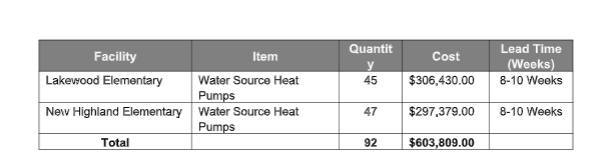 Facility Item Quantit
y Cost Lead Time
(Weeks)
Lakewood Elementary Water Source Heat
Pumps 45 $306,430.00 8-10 Weeks
New Highland Elementary Water Source Heat
Pumps 47 $297,379.00 8-10 Weeks
Total 92 $603,809.00